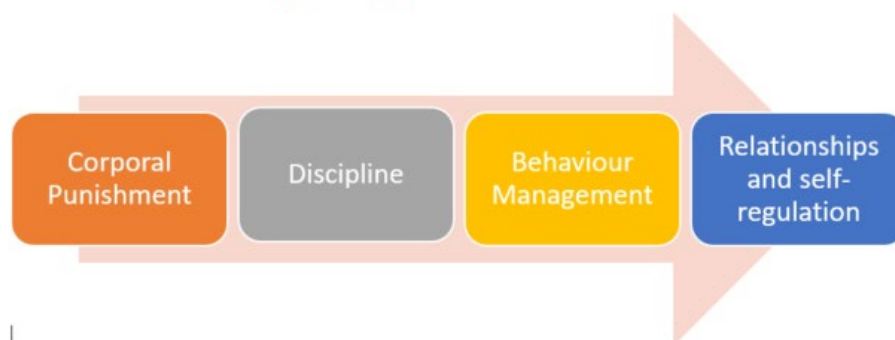 Corporal
Punishment
Discipline
Behaviour
Management
Relationships
and self-
regulation